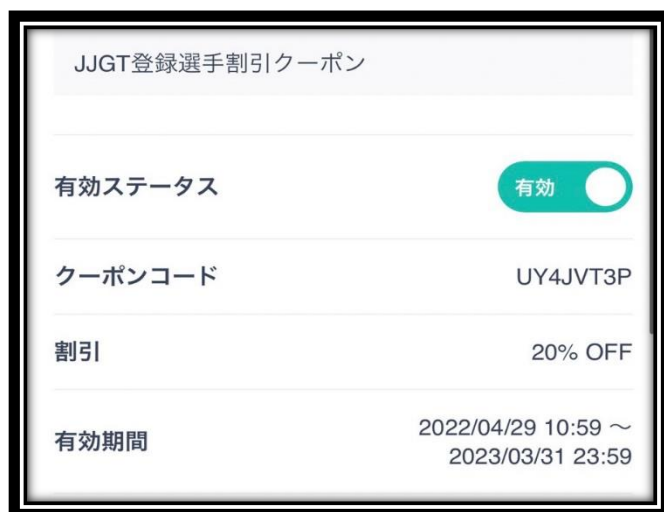 JJGT登録選手割引クーポン
有効ステータス 有効
クーポンコード UY4JVT3P
割引 20% OFF
有効期間 2022/04/29 10:59 ～
2023/03/31 23:59